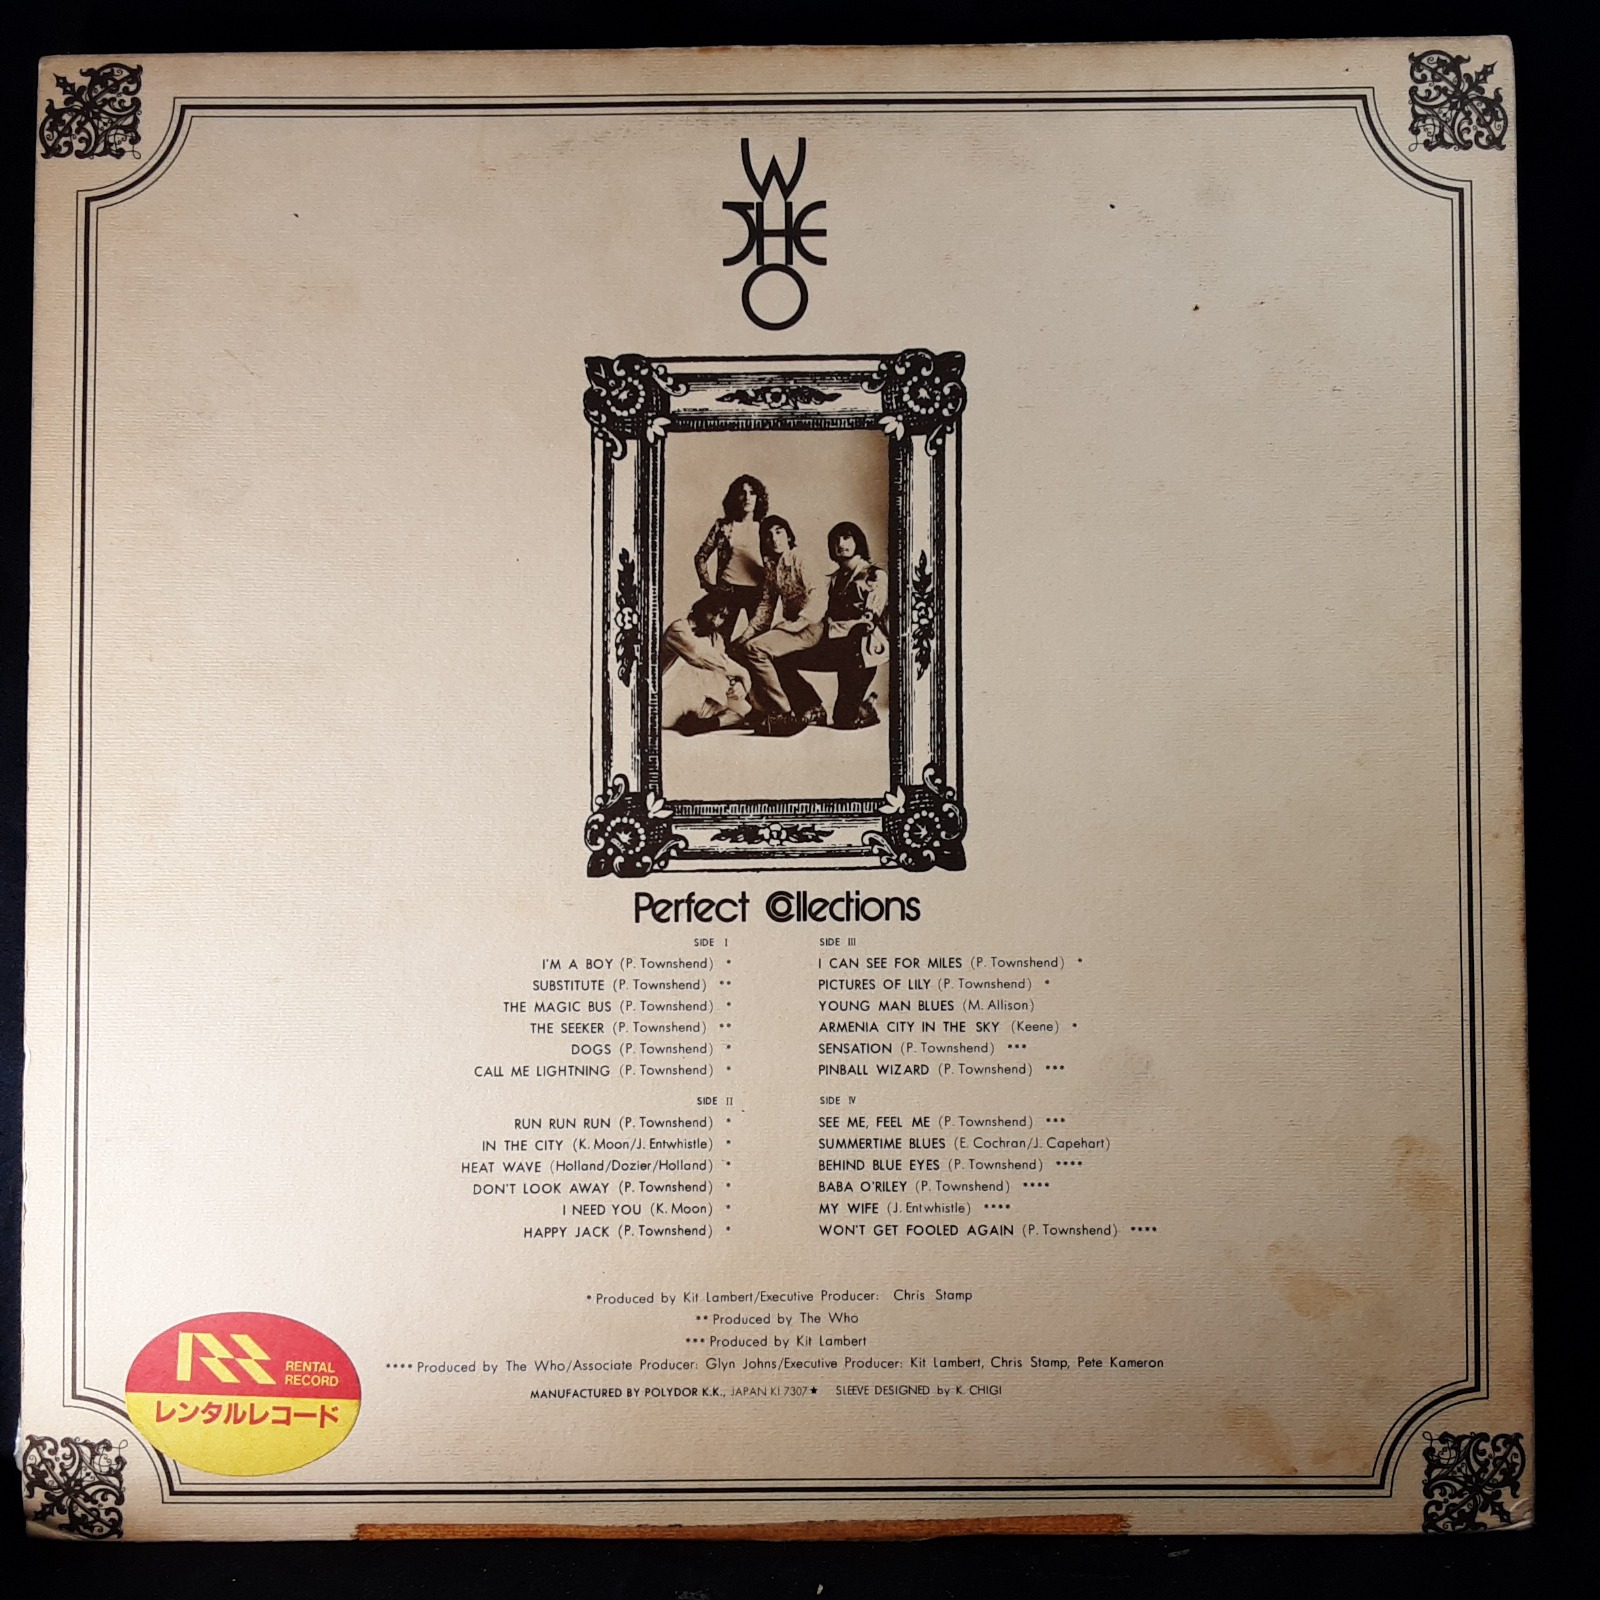 W
THE
O
Perfect Collections
SIDE I
I'M A BOY (P. Townshend) *
SUBSTITUTE (P. Townshend) **
THE MAGIC BUS (P. Townshend) *
THE SEEKER (P. Townshend) **
DOGS (P. Townshend) *
CALL ME LIGHTNING (P. Townshend) *
SIDE II
RUN RUN RUN (P. Townshend) *
IN THE CITY (K. Moon/J. Entwhistle) *
HEAT WAVE (Holland/Dozier/Holland) *
DON'T LOOK AWAY (P. Townshend) *
I NEED YOU (K. Moon) *
HAPPY JACK (P. Townshend) *
SIDE III
I CAN SEE FOR MILES (P. Townshend) *
PICTURES OF LILY (P. Townshend) *
YOUNG MAN BLUES (M. Allison)
ARMENIA CITY IN THE SKY (Keene) *
SENSATION (P. Townshend) ***
PINBALL WIZARD (P. Townshend) ***
SIDE IV
SEE ME, FEEL ME (P. Townshend) ***
SUMMERTIME BLUES (E. Cochran/J. Capehart)
BEHIND BLUE EYES (P. Townshend) ****
BABA O'RILEY (P. Townshend) ****
MY WIFE (J. Entwhistle) ****
WON'T GET FOOLED AGAIN (P. Townshend) ****
* Produced by Kit Lambert/Executive Producer: Chris Stamp
** Produced by The Who
*** Produced by Kit Lambert
**** Produced by The Who/Associate Producer: Glyn Johns/Executive Producer: Kit Lambert, Chris Stamp, Pete Kameron
MANUFACTURED BY POLYDOR K.K., JAPAN KI 7307★ SLEEVE DESIGNED by K. CHIGI
RENTAL
RECORD
レンタルレコード